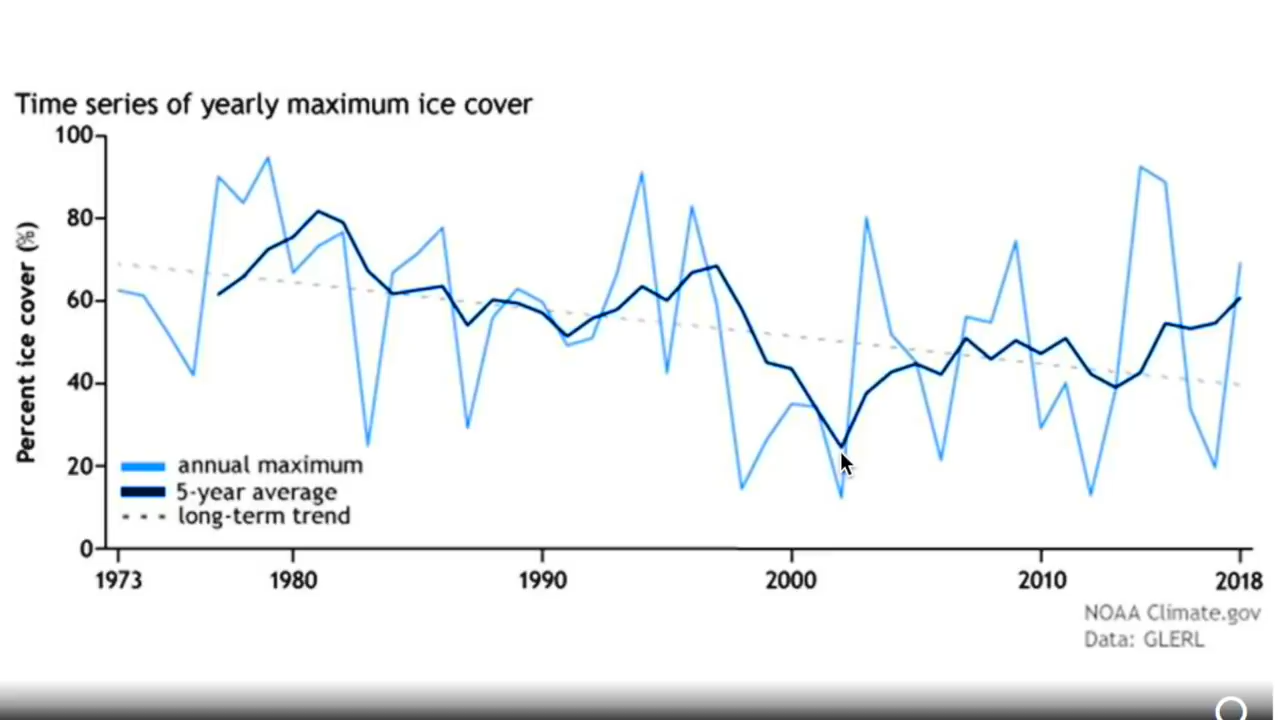 Time series of yearly maximum ice cover
100
80
60
40
20
0
Percent ice cover (%)
annual maximum
5-year average
long-term trend
1973 1980 1990 2000 2010 2018
NOAA Climate.gov
Data: GLERL